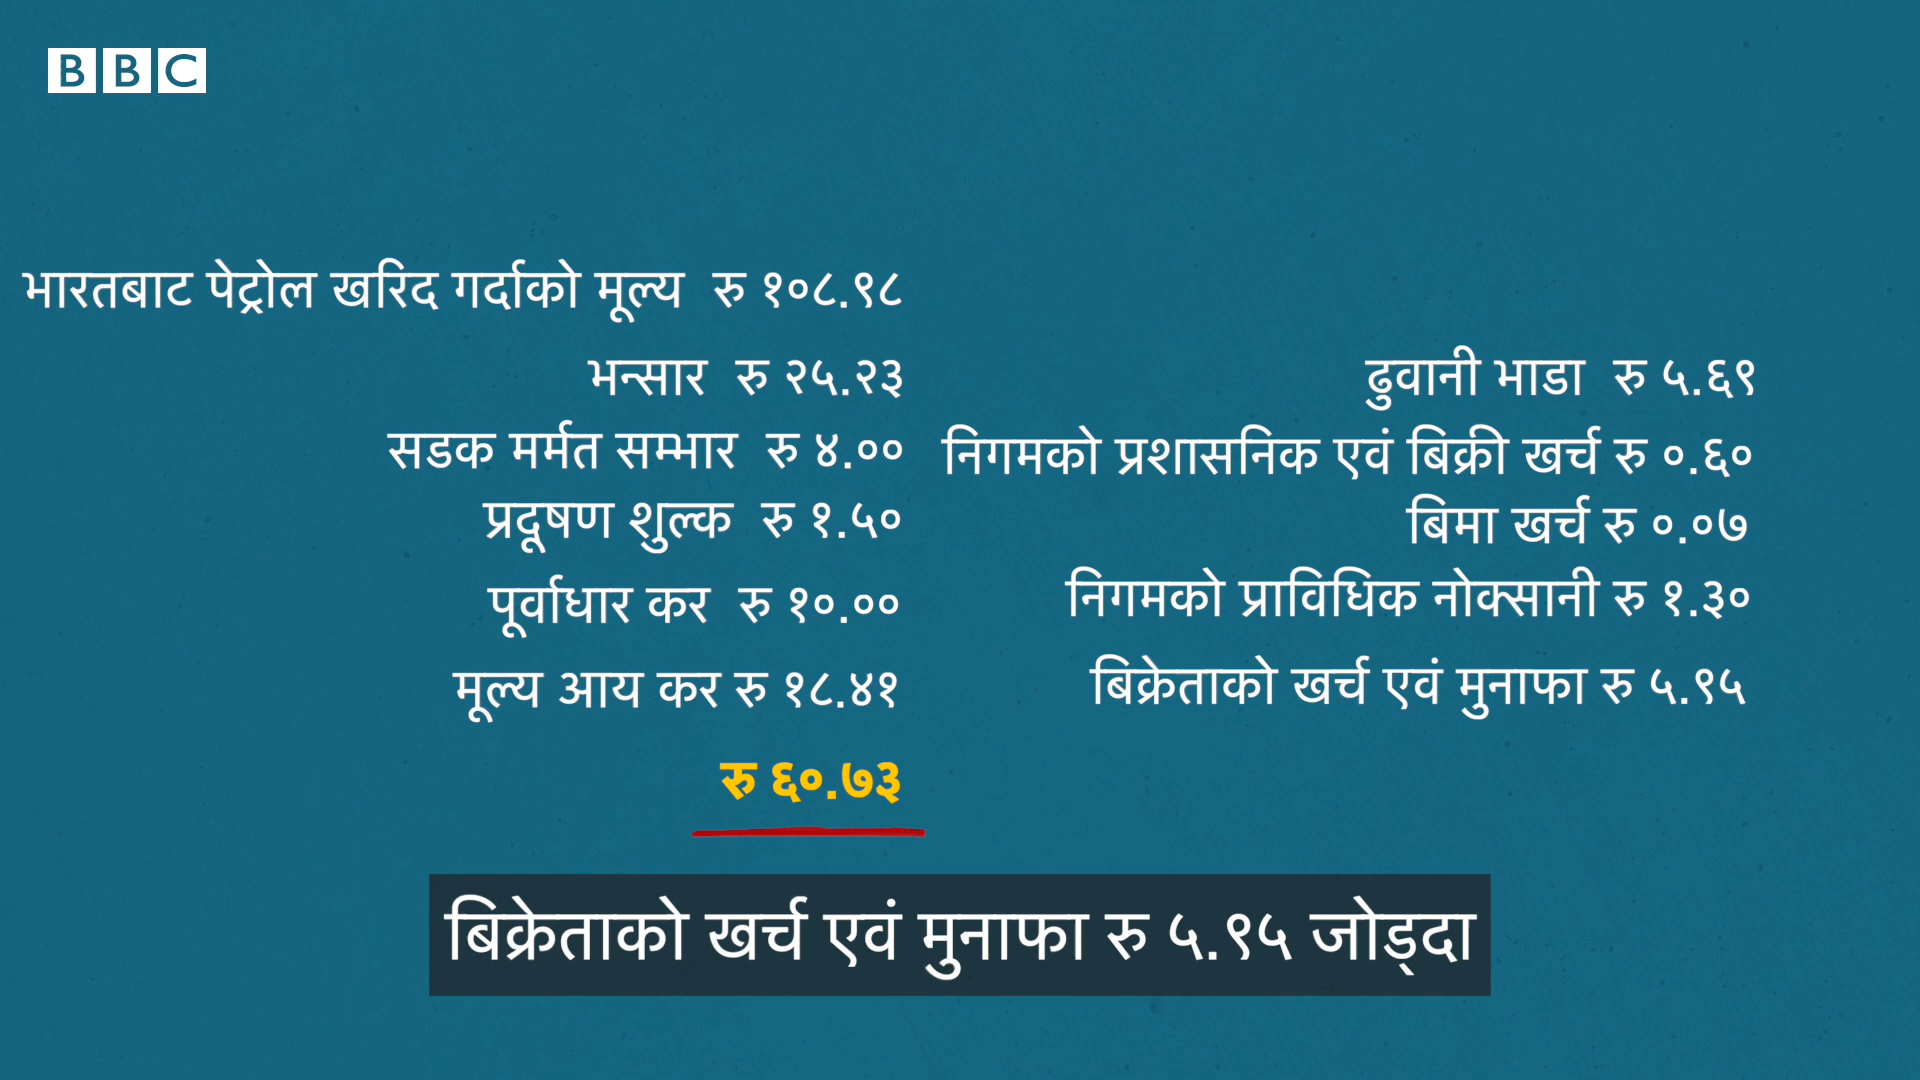 BBC
भारतबाट पेट्रोल खरिद गर्दाको मूल्य रु १०८.९८
भन्सार रु २५.२३
सडक मर्मत सम्भार रु ४.००
प्रदूषण शुल्क रु १.५०
पूर्वाधार कर रु १०.००
मूल्य आय कर रु १८.४१
रु ६०.७३
ढुवानी भाडा रु ५.६९
निगमको प्रशासनिक एवं बिक्री खर्च रु ०.६०
बिमा खर्च रु ०.०७
निगमको प्राविधिक नोक्सानी रु १.३०
बिक्रेताको खर्च एवं मुनाफा रु ५.९५
बिक्रेताको खर्च एवं मुनाफा रु ५.९५ जोड्दा